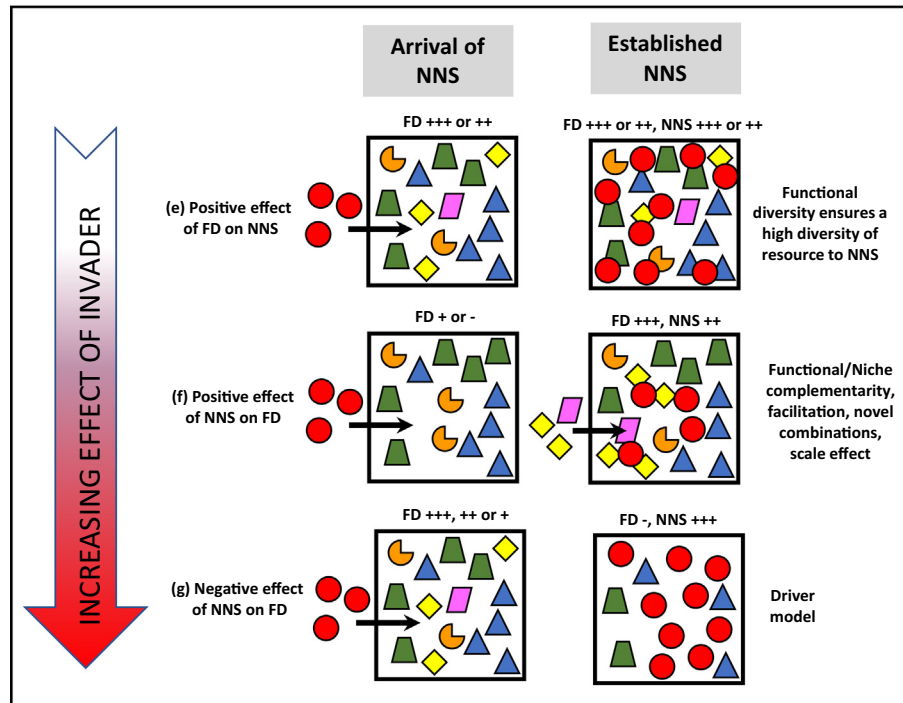 Arrival of
NNS
Established
NNS
INCREASING EFFECT OF INVADER
FD +++ or ++
FD +++ or ++, NNS +++ or ++
(e) Positive effect
of FD on NNS
Functional
diversity ensures a
high diversity of
resource to NNS
FD + or -
FD +++, NNS ++
(f) Positive effect
of NNS on FD
Functional/Niche
complementarity,
facilitation, novel
combinations,
scale effect
FD +++, ++ or +
FD -, NNS +++
(g) Negative effect
of NNS on FD
Driver
model